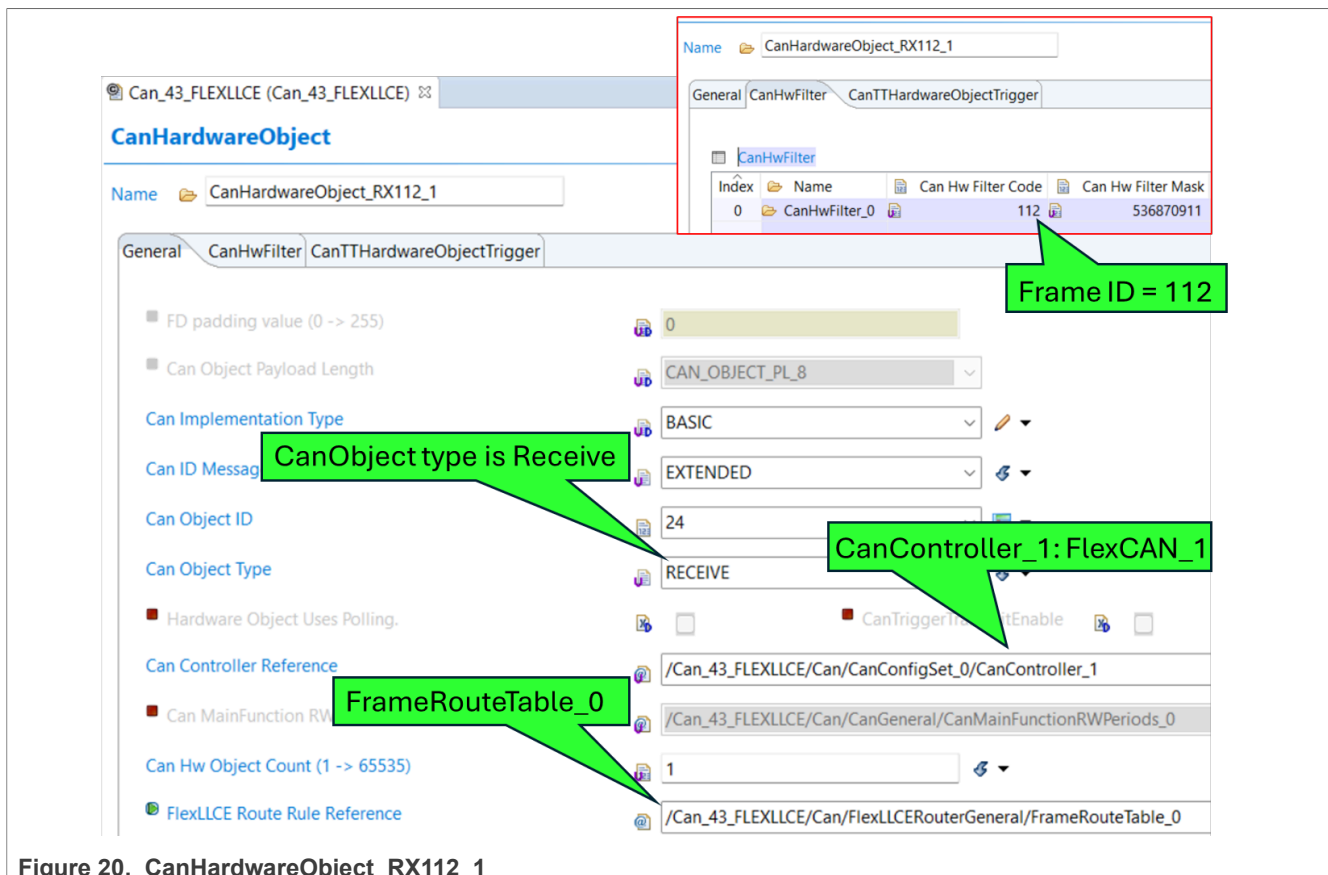 Name CanHardwareObject_RX112_1
General CanHwFilter CanTTHardwareObjectTrigger
CanHwFilter
Index Name Can Hw Filter Code Can Hw Filter Mask
0 CanHwFilter_0 112 536870911
Frame ID = 112
Can_43_FLEXLLCE (Can_43_FLEXLLCE)
CanHardwareObject
Name CanHardwareObject_RX112_1
General CanHwFilter CanTTHardwareObjectTrigger
FD padding value (0 -> 255) 0
Can Object Payload Length CAN_OBJECT_PL_8
Can Implementation Type BASIC
CanObject type is Receive
Can ID Messag EXTENDED
Can Object ID 24
CanController_1: FlexCAN_1
Can Object Type RECEIVE
Hardware Object Uses Polling. CanTriggerTra tEnable
Can Controller Reference /Can_43_FLEXLLCE/Can/CanConfigSet_0/CanController_1
FrameRouteTable_0
Can MainFunction RW /Can_43_FLEXLLCE/Can/CanGeneral/CanMainFunctionRWPeriods_0
Can Hw Object Count (1 -> 65535) 1
FlexLLCE Route Rule Reference /Can_43_FLEXLLCE/Can/FlexLLCERouterGeneral/FrameRouteTable_0
Figure 20. CanHardwareObject_RX112_1